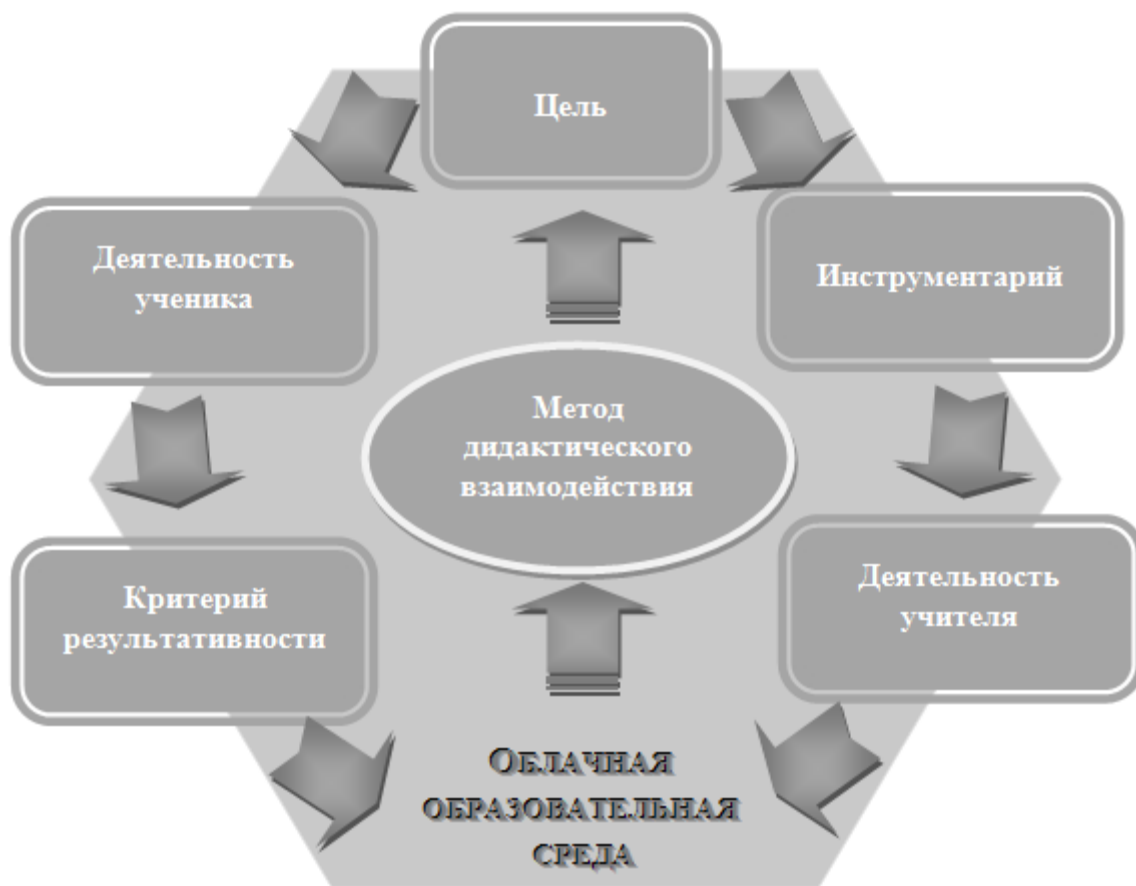 Цель
Деятельность
ученика
Инструментарий
Метод
дидактического
взаимодействия
Критерий
результативности
Деятельность
учителя
ОБЛАЧНАЯ
ОБРАЗОВАТЕЛЬНАЯ
СРЕДА